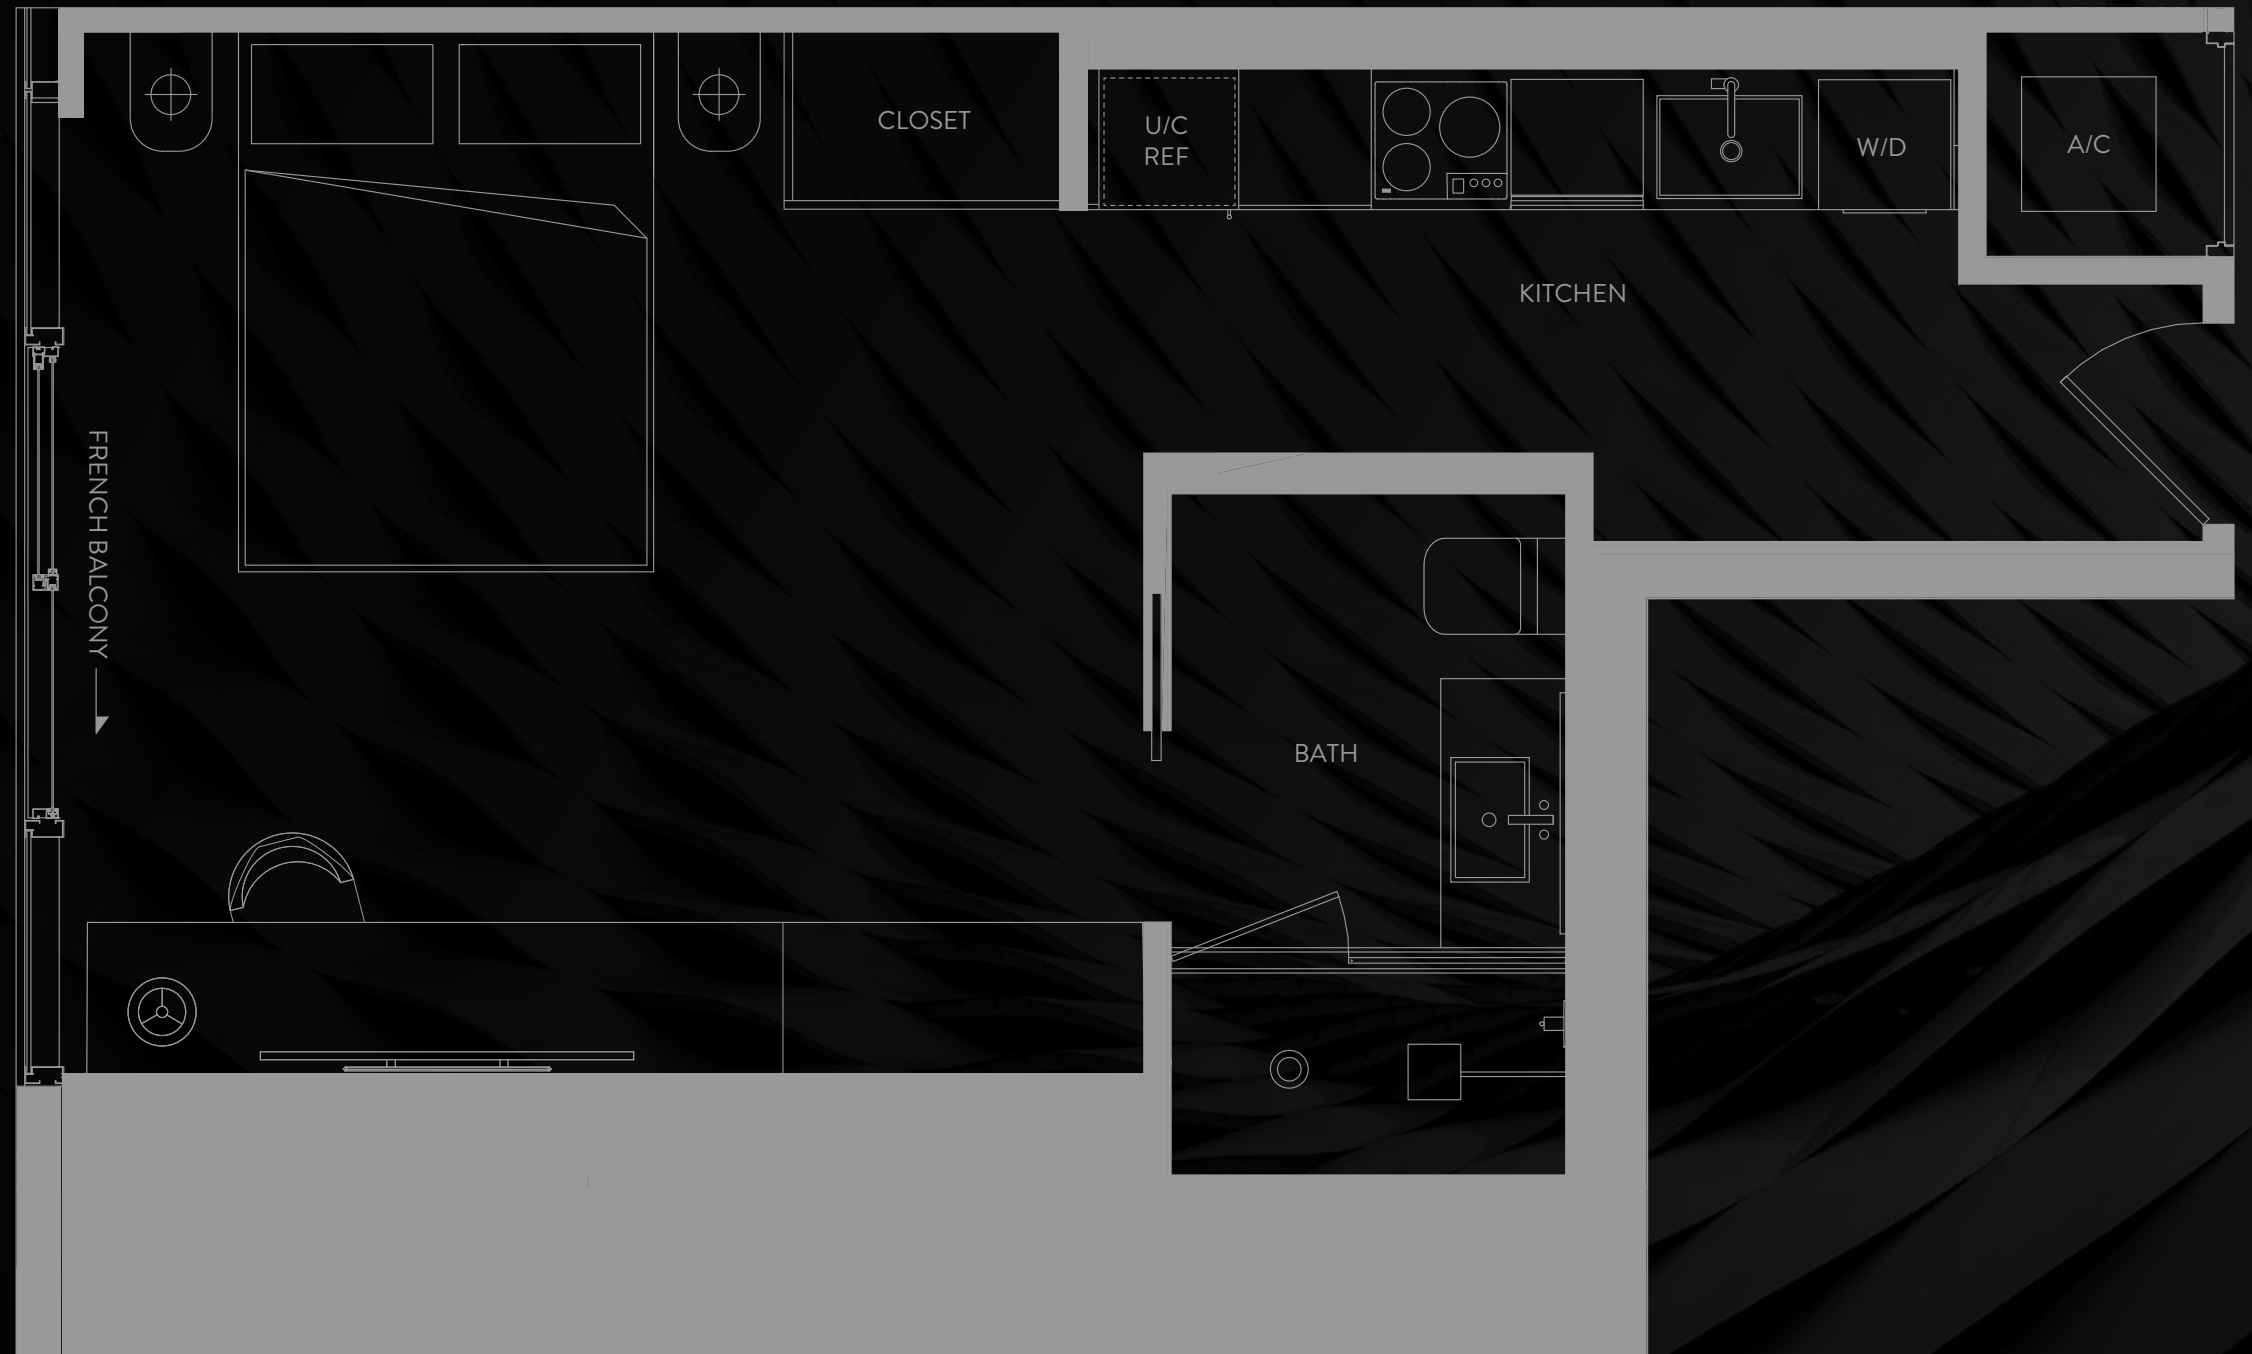 CLOSET
U/C
REF
W/D
A/C
KITCHEN
FRENCH BALCONY
BATH